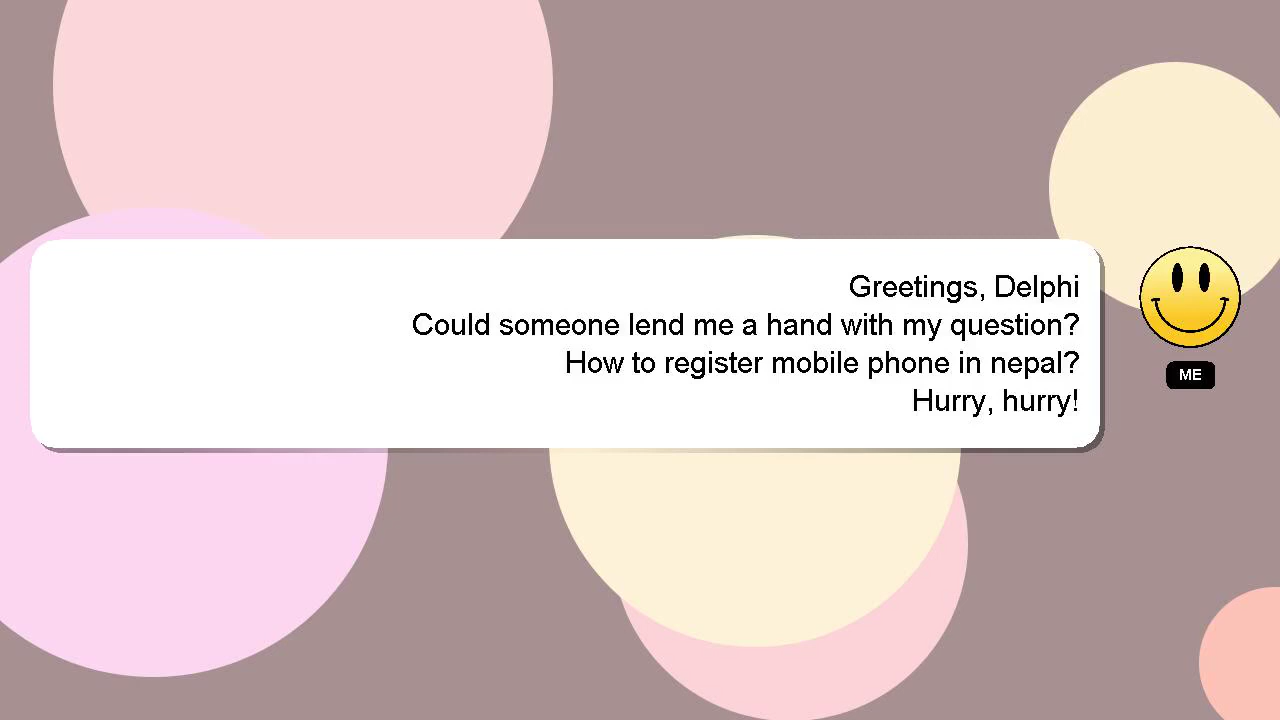 Greetings, Delphi
Could someone lend me a hand with my question?
How to register mobile phone in nepal?
Hurry, hurry!
ME